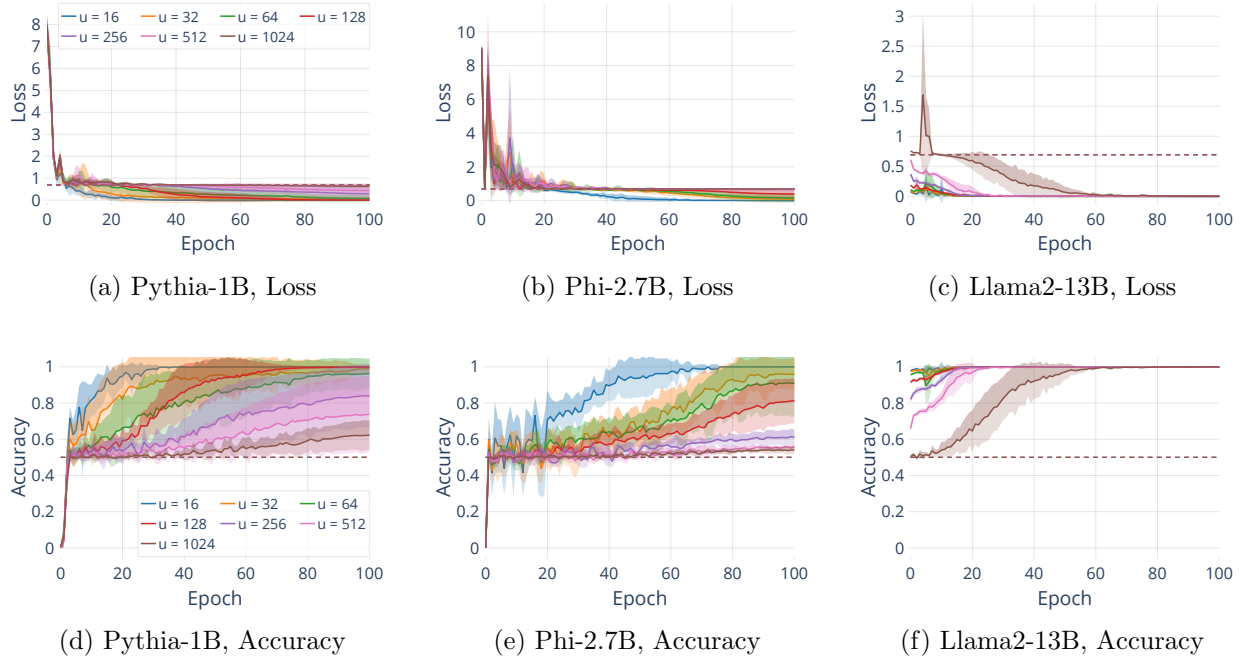 8
7
6
5
4
3
2
1
0
Loss
u = 16 u = 32 u = 64 u = 128
u = 256 u = 512 u = 1024
0 20 40 60 80 100
Epoch
(a) Pythia-1B, Loss
10
8
6
4
2
0
Loss
0 20 40 60 80 100
Epoch
(b) Phi-2.7B, Loss
3
2.5
2
1.5
1
0.5
0
Loss
0 20 40 60 80 100
Epoch
(c) Llama2-13B, Loss
1
0.8
0.6
0.4
0.2
0
Accuracy
u = 16 u = 32 u = 64
u = 128 u = 256 u = 512
u = 1024
0 20 40 60 80 100
Epoch
(d) Pythia-1B, Accuracy
1
0.8
0.6
0.4
0.2
0
Accuracy
0 20 40 60 80 100
Epoch
(e) Phi-2.7B, Accuracy
1
0.8
0.6
0.4
0.2
0
Accuracy
0 20 40 60 80 100
Epoch
(f) Llama2-13B, Accuracy